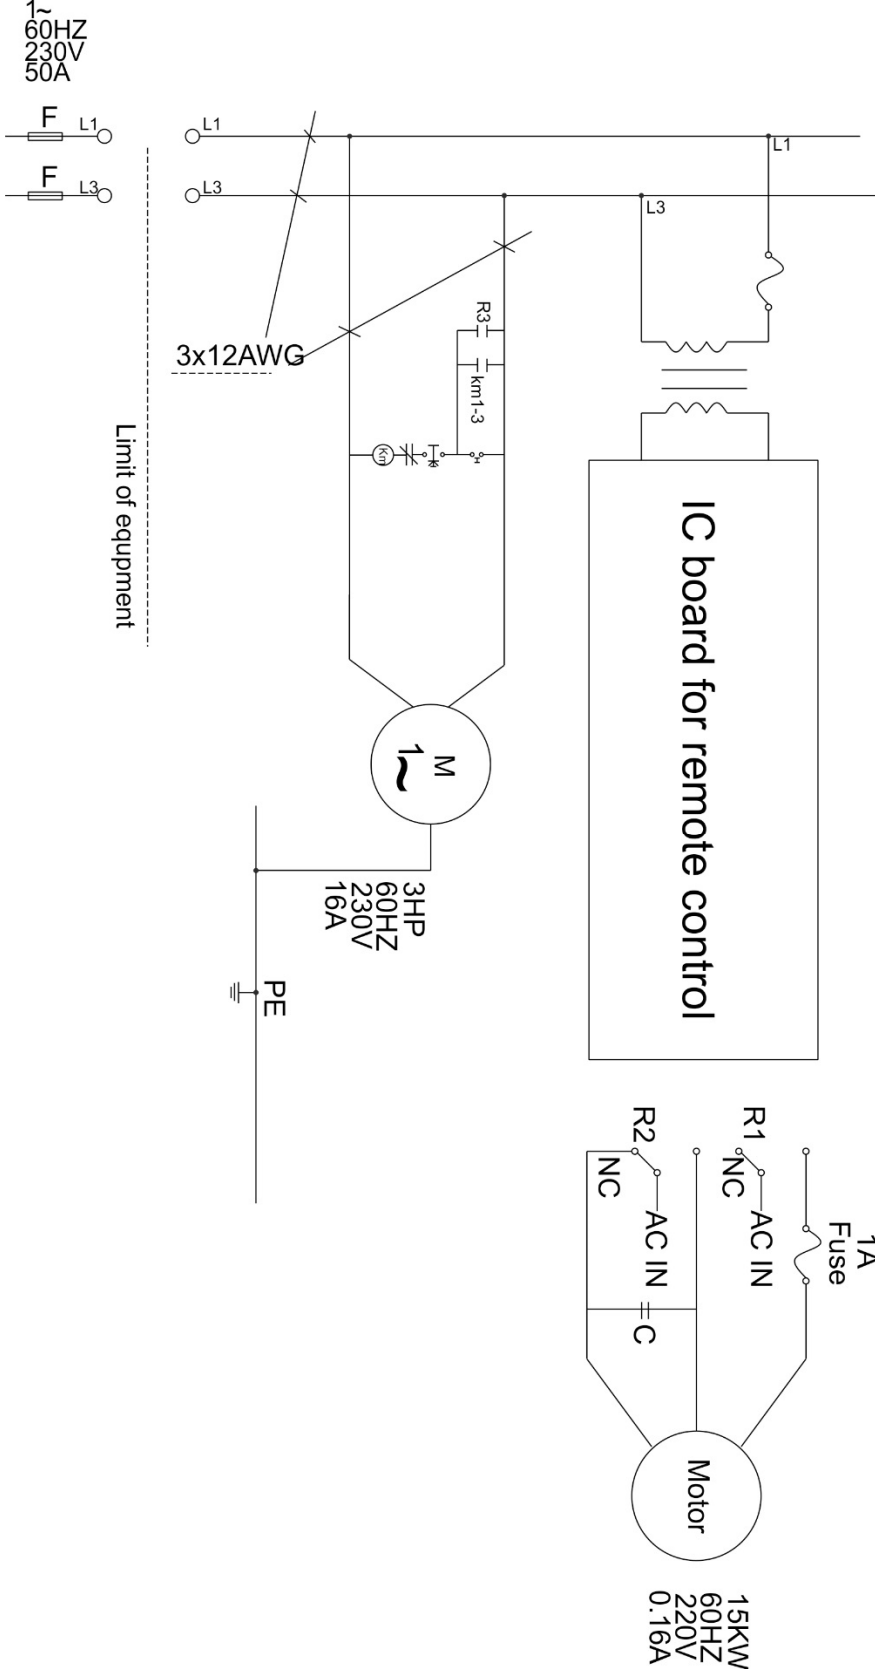 1~
60HZ
230V
50A
F
L1
L1
F
L3
L3
L1
L3
3x12AWG
R3
km1-3
Km
Limit of equpment
IC board for remote control
M
1~
3HP
60HZ
230V
16A
PE
R2
NC
AC IN
R1
NC
AC IN
1A
Fuse
C
Motor
15KW
60HZ
220V
0.16A